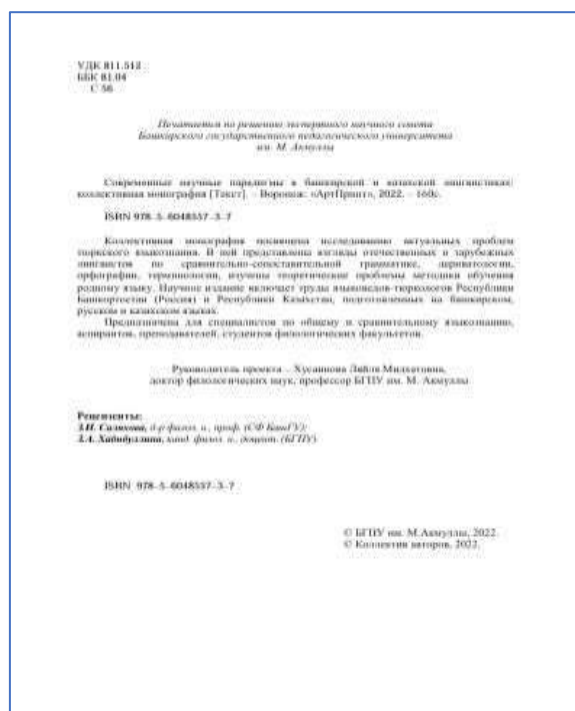 УДК 811.512
ББК 81.04
С 56
Печатается по решению экспертного научного совета
Башкирского государственного педагогического университета
им. М. Акмуллы
Современные научные парадигмы в башкирской и казахской лингвистиках:
коллективная монография [Текст]. – Воронеж: «АртПринт», 2022. – 160с.
ISBN 978-5-6048557-3-7
Коллективная монография посвящена исследованию актуальных проблем
тюркского языкознания. В ней представлены взгляды отечественных и зарубежных
лингвистов по сравнительно-сопоставительной грамматике, дериватологии,
орфографии, терминологии, изучены теоретические проблемы методики обучения
родному языку. Научное издание включает труды языковедов-тюркологов Республики
Башкортостан (Россия) и Республики Казахстан, подготовленных на башкирском,
русском и казахском языках.
Предназначена для специалистов по общему и сравнительному языкознанию,
аспирантов, преподавателей, студентов филологических факультетов.
Руководитель проекта – Хусаинова Ляйля Мидхатовна,
доктор филологических наук, профессор БГПУ им. М. Акмуллы
Рецензенты:
д-р филол. н., проф. (СФ БашГУ);
З.А. Хабибуллина, канд. филол. н., доцент. (БГПУ)
ISBN 978-5-6048557-3-7
© БГПУ им. М.Акмуллы, 2022.
© Коллектив авторов, 2022.